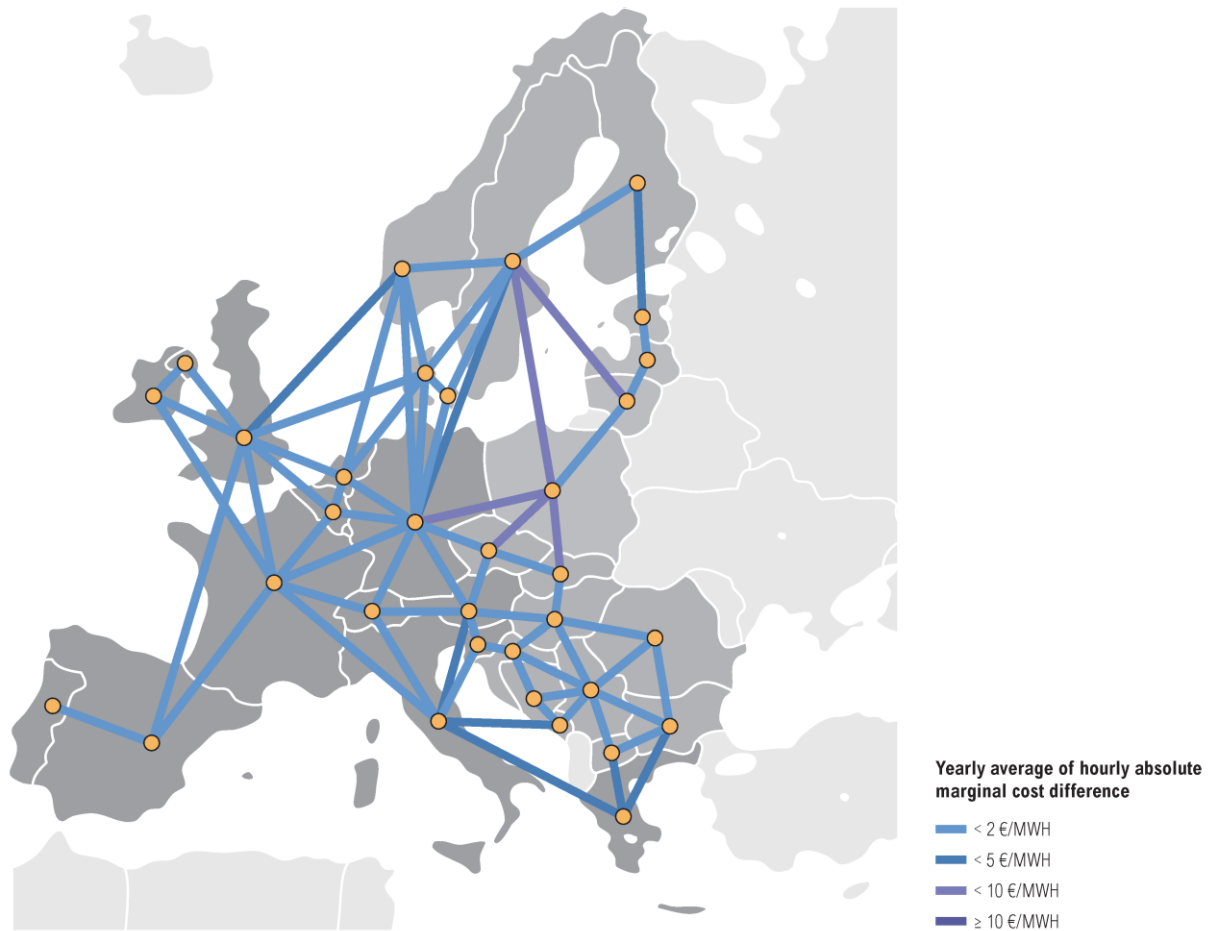 Yearly average of hourly absolute
marginal cost difference
< 2 €/MWH
< 5 €/MWH
< 10 €/MWH
≥ 10 €/MWH